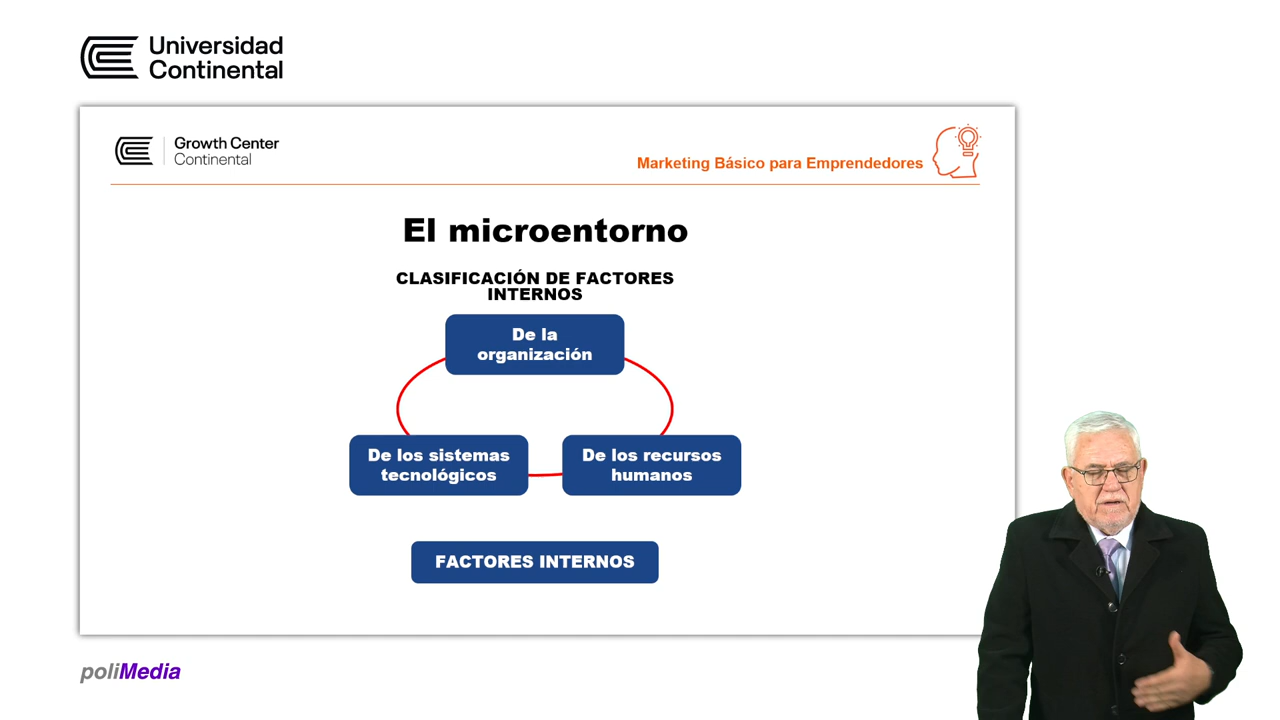 Universidad
Continental
Growth Center
Continental
Marketing Básico para Emprendedores
El microentorno
CLASIFICACIÓN DE FACTORES
INTERNOS
De la
organización
De los sistemas
tecnológicos
De los recursos
humanos
FACTORES INTERNOS
poliMedia